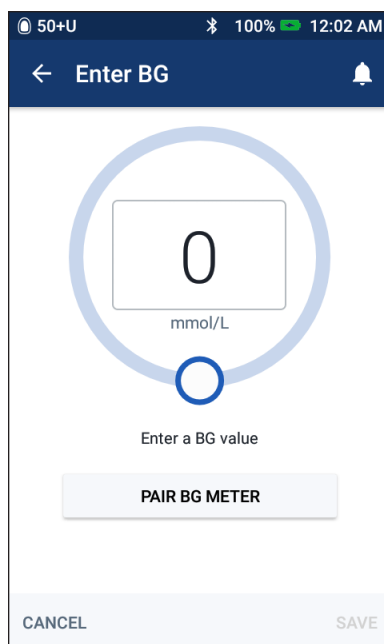 50+U 100% 12:02 AM
Enter BG
0
mmol/L
Enter a BG value
PAIR BG METER
CANCEL SAVE